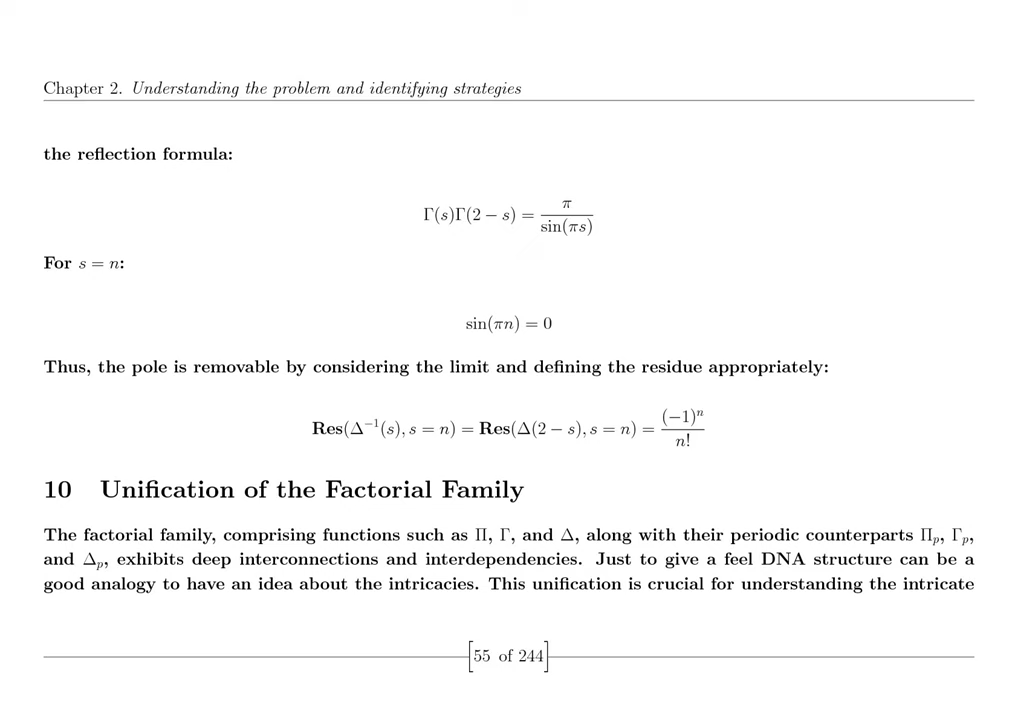 Chapter 2. Understanding the problem and identifying strategies
the reflection formula:
Γ(s)Γ(2 − s) = π / sin(πs)
For s = n:
sin(πn) = 0
Thus, the pole is removable by considering the limit and defining the residue appropriately:
Res(Δ⁻¹(s), s = n) = Res(Δ(2 − s), s = n) = (−1)ⁿ / n!
10 Unification of the Factorial Family
The factorial family, comprising functions such as Π, Γ, and Δ, along with their periodic counterparts Πₚ, Γₚ,
and Δₚ, exhibits deep interconnections and interdependencies. Just to give a feel DNA structure can be a
good analogy to have an idea about the intricacies. This unification is crucial for understanding the intricate
[55 of 244]